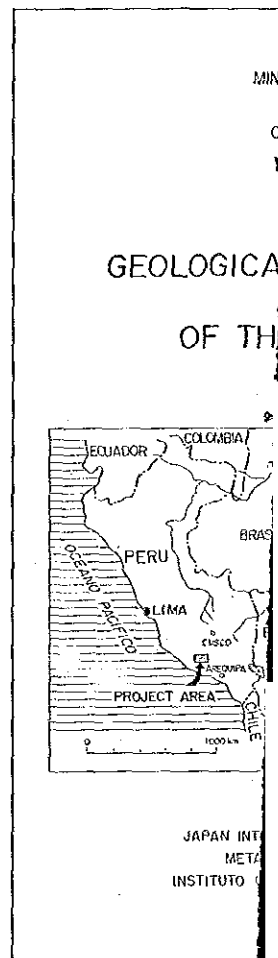 MIN
C
GEOLOGICA
OF TH
COLOMBIA
ECUADOR
BRAS
PERU
OCEANO PACIFICO
LIMA
CUSCO
AREQUIPA
PROJECT AREA
CHILE
0 1000 km
JAPAN INT
META
INSTITUTO